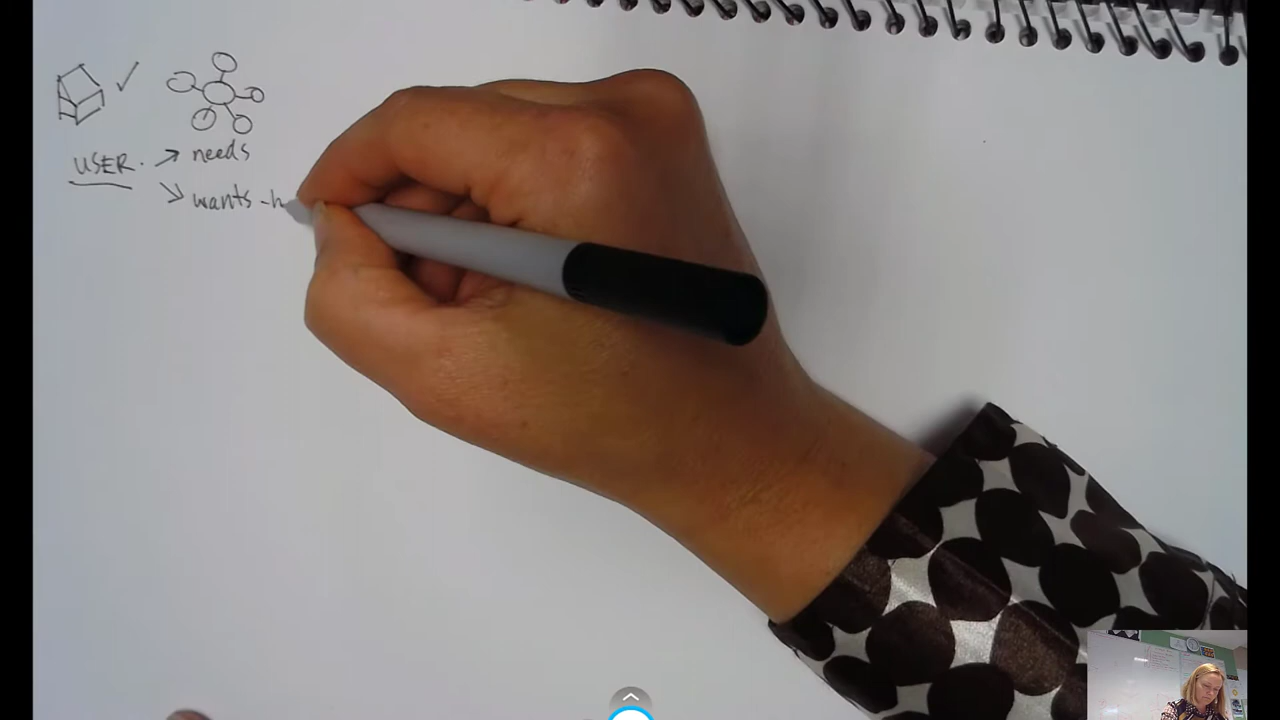 USER. → needs
↘ wants - h